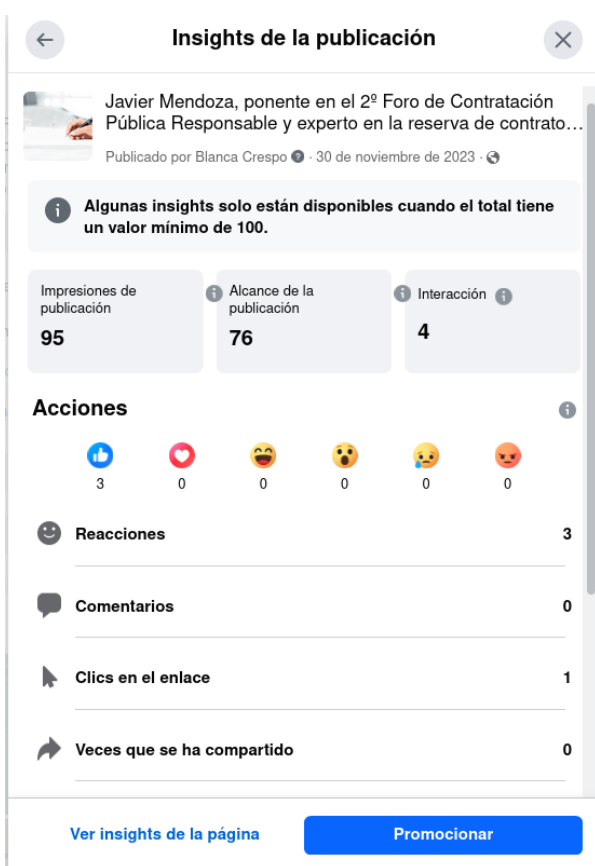 Insights de la publicación
Javier Mendoza, ponente en el 2º Foro de Contratación
Pública Responsable y experto en la reserva de contrato...
Publicado por Blanca Crespo · 30 de noviembre de 2023 ·
Algunas insights solo están disponibles cuando el total tiene
un valor mínimo de 100.
Impresiones de
publicación
95
Alcance de la
publicación
76
Interacción
4
Acciones
3 0 0 0 0 0
Reacciones 3
Comentarios 0
Clics en el enlace 1
Veces que se ha compartido 0
Ver insights de la página
Promocionar